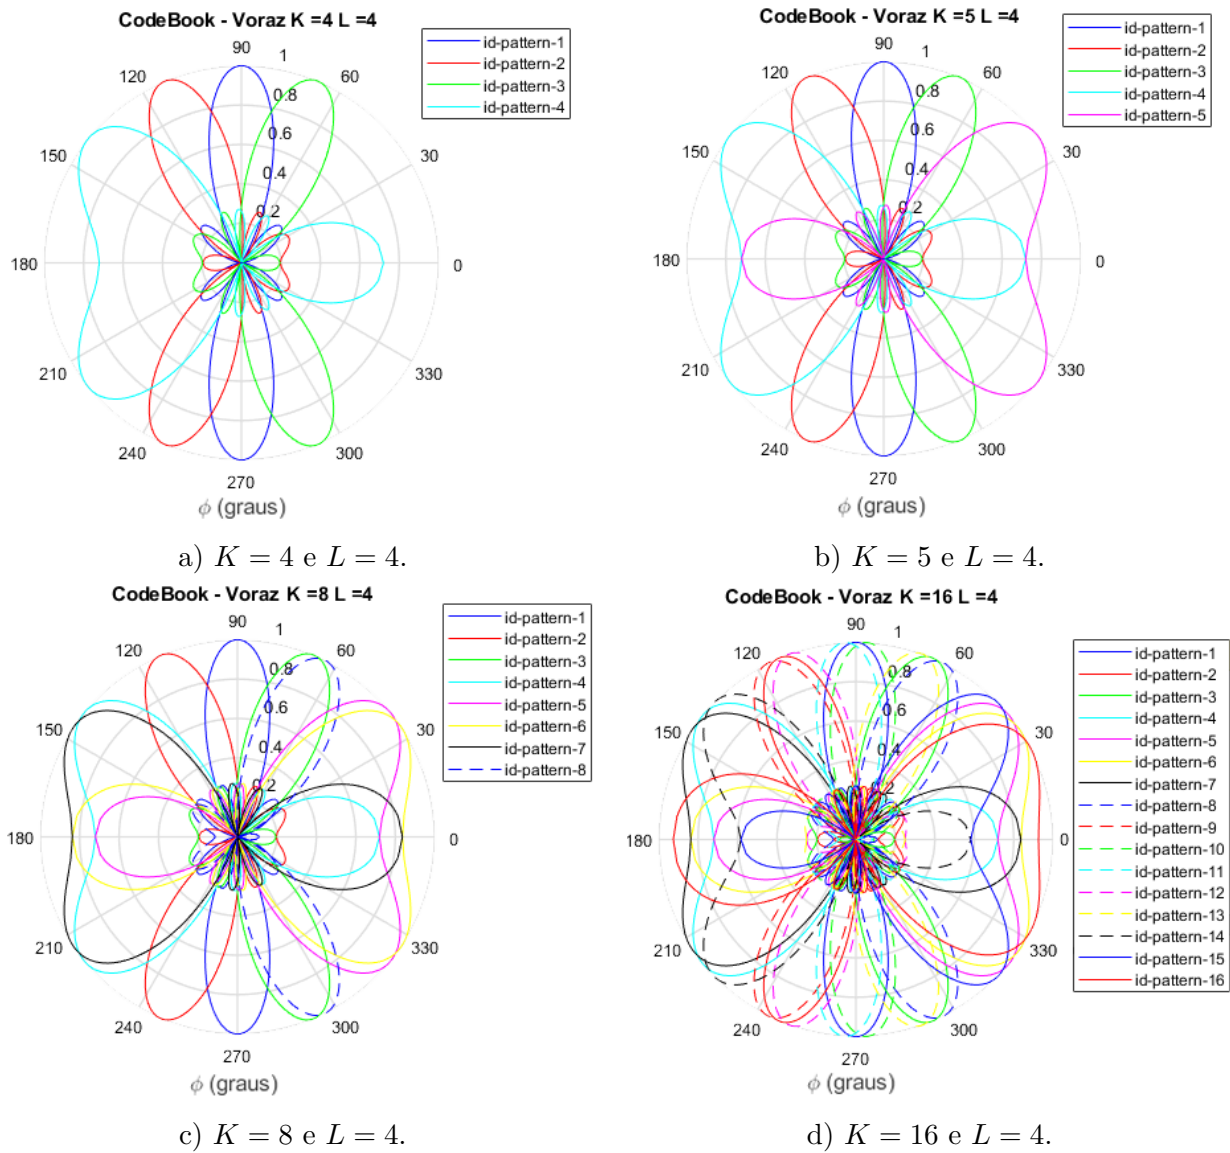 CodeBook - Voraz K =4 L =4
90
1
120
60
0.8
0.6
150
30
0.4
0.2
180
0
210
330
240
300
270
ϕ (graus)
id-pattern-1
id-pattern-2
id-pattern-3
id-pattern-4
a) K = 4 e L = 4.
CodeBook - Voraz K =5 L =4
90
1
120
60
0.8
0.6
150
30
0.4
0.2
180
0
210
330
240
300
270
ϕ (graus)
id-pattern-1
id-pattern-2
id-pattern-3
id-pattern-4
id-pattern-5
b) K = 5 e L = 4.
CodeBook - Voraz K =8 L =4
90
1
120
60
0.8
0.6
150
30
0.4
0.2
180
0
210
330
240
300
270
ϕ (graus)
id-pattern-1
id-pattern-2
id-pattern-3
id-pattern-4
id-pattern-5
id-pattern-6
id-pattern-7
id-pattern-8
c) K = 8 e L = 4.
CodeBook - Voraz K =16 L =4
90
1
120
60
0.8
0.6
150
30
0.4
0.2
180
0
210
330
240
300
270
ϕ (graus)
id-pattern-1
id-pattern-2
id-pattern-3
id-pattern-4
id-pattern-5
id-pattern-6
id-pattern-7
id-pattern-8
id-pattern-9
id-pattern-10
id-pattern-11
id-pattern-12
id-pattern-13
id-pattern-14
id-pattern-15
id-pattern-16
d) K = 16 e L = 4.